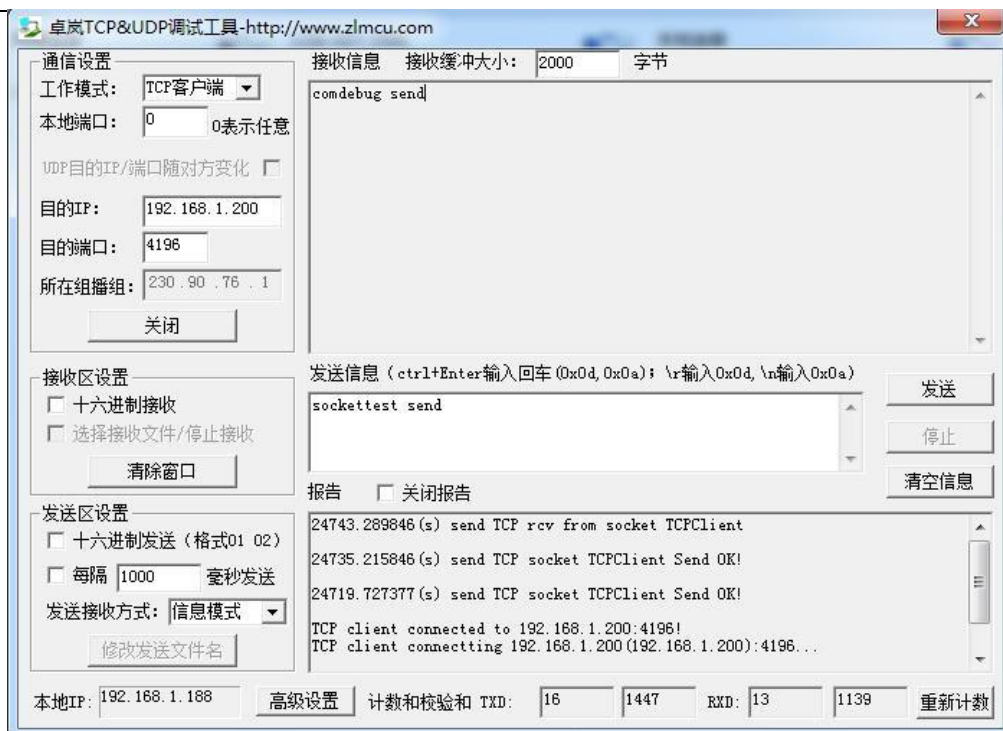 卓岚TCP&UDP调试工具-http://www.zlmcu.com
通信设置
工作模式: TCP客户端
本地端口: 0 0表示任意
UDP目的IP/端口随对方变化
目的IP: 192.168.1.200
目的端口: 4196
所在组播组: 230.90.76.1
关闭
接收区设置
十六进制接收
选择接收文件/停止接收
清除窗口
发送区设置
十六进制发送（格式01 02）
每隔 1000 毫秒发送
发送接收方式: 信息模式
修改发送文件名
接收信息 接收缓冲大小: 2000 字节
comdebug send
发送信息（ctrl+Enter输入回车(0x0d,0x0a); \r输入0x0d,\n输入0x0a）
sockettest send
发送
停止
清空信息
报告 关闭报告
24743.289846(s) send TCP rcv from socket TCPClient
24735.215846(s) send TCP socket TCPClient Send OK!
24719.727377(s) send TCP socket TCPClient Send OK!
TCP client connected to 192.168.1.200:4196!
TCP client connectting 192.168.1.200(192.168.1.200):4196...
本地IP: 192.168.1.188 高级设置 计数和校验和 TXD: 16 1447 RXD: 13 1139 重新计数